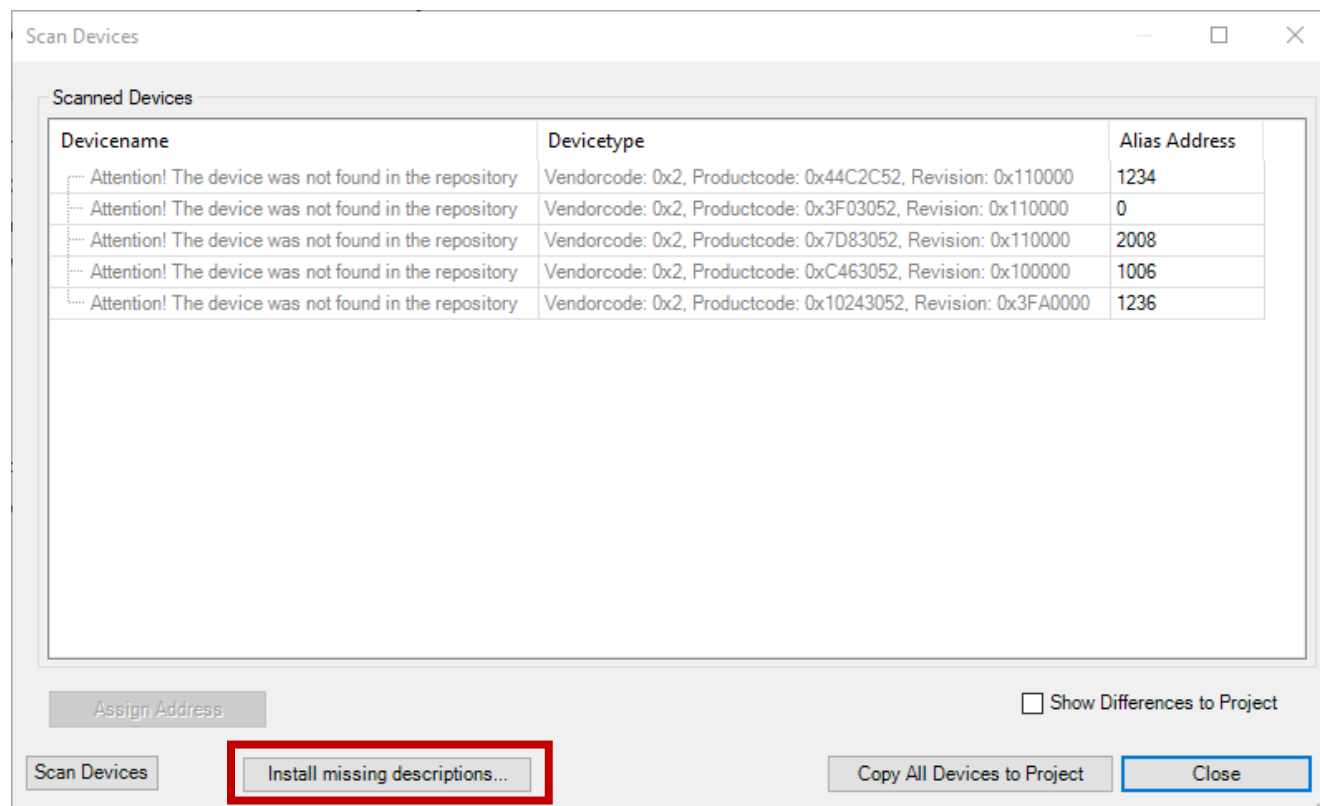 Scan Devices
Scanned Devices
Devicename Devicetype Alias Address
Attention! The device was not found in the repository Vendorcode: 0x2, Productcode: 0x44C2C52, Revision: 0x110000 1234
Attention! The device was not found in the repository Vendorcode: 0x2, Productcode: 0x3F03052, Revision: 0x110000 0
Attention! The device was not found in the repository Vendorcode: 0x2, Productcode: 0x7D83052, Revision: 0x110000 2008
Attention! The device was not found in the repository Vendorcode: 0x2, Productcode: 0xC463052, Revision: 0x100000 1006
Attention! The device was not found in the repository Vendorcode: 0x2, Productcode: 0x10243052, Revision: 0x3FA0000 1236
Assign Address Show Differences to Project
Scan Devices Install missing descriptions... Copy All Devices to Project Close